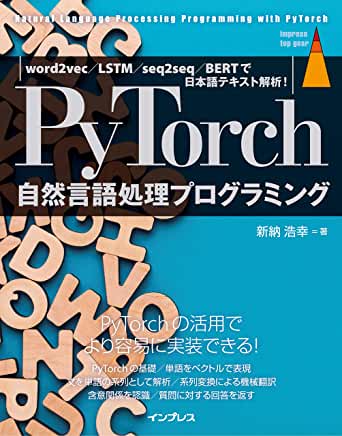 Natural Language Processing Programming with PyTorch
impress
top gear
word2vec／LSTM／seq2seq／BERTで
日本語テキスト解析！
PyTorch
自然言語処理プログラミング
新納 浩幸＝著
PyTorchの活用で
より容易に実装できる！
PyTorchの基礎／単語をベクトルで表現
文を単語の系列として解析／系列変換による機械翻訳
含意関係を認識／質問に対する回答を返す
インプレス